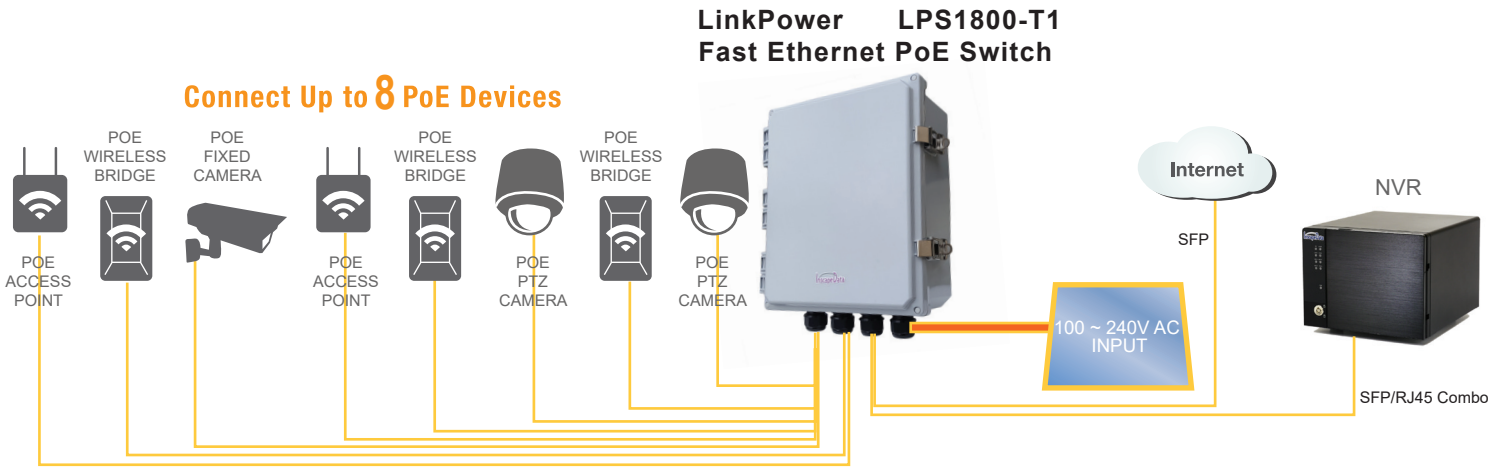 LinkPower LPS1800-T1
Fast Ethernet PoE Switch
Connect Up to 8 PoE Devices
POE
WIRELESS
BRIDGE
POE
FIXED
CAMERA
POE
WIRELESS
BRIDGE
POE
WIRELESS
BRIDGE
POE
ACCESS
POINT
POE
ACCESS
POINT
POE
PTZ
CAMERA
POE
PTZ
CAMERA
Internet
SFP
NVR
100 ~ 240V AC
INPUT
SFP/RJ45 Combo